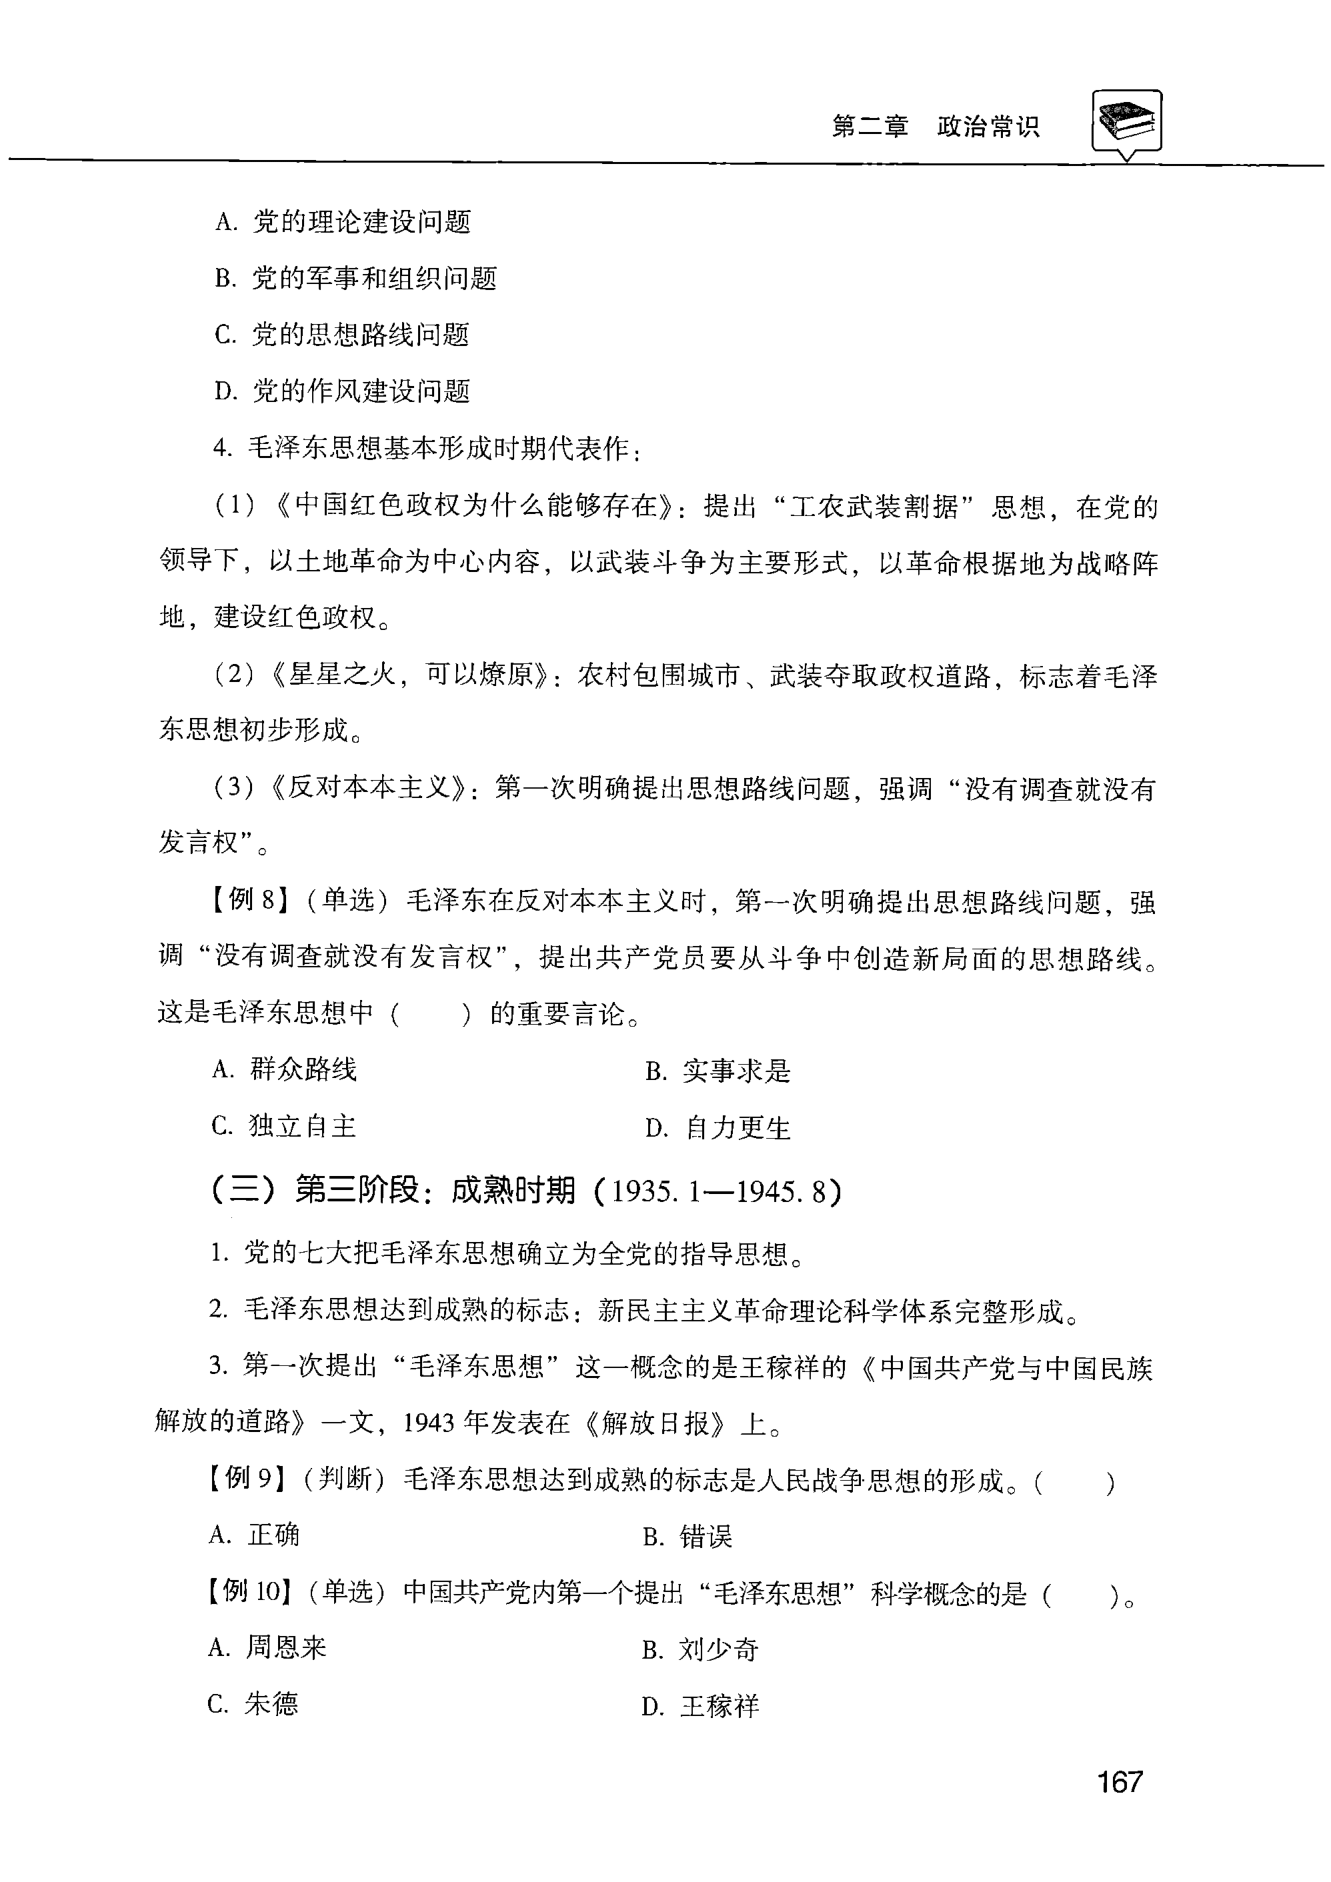 第二章 政治常识
A. 党的理论建设问题
B. 党的军事和组织问题
C. 党的思想路线问题
D. 党的作风建设问题
4. 毛泽东思想基本形成时期代表作：
(1)《中国红色政权为什么能够存在》：提出“工农武装割据”思想，在党的
领导下，以土地革命为中心内容，以武装斗争为主要形式，以革命根据地为战略阵
地，建设红色政权。
(2)《星星之火，可以燎原》：农村包围城市、武装夺取政权道路，标志着毛泽
东思想初步形成。
(3)《反对本本主义》：第一次明确提出思想路线问题，强调“没有调查就没有
发言权”。
【例 8】(单选) 毛泽东在反对本本主义时，第一次明确提出思想路线问题，强
调“没有调查就没有发言权”，提出共产党员要从斗争中创造新局面的思想路线。
这是毛泽东思想中（ ）的重要言论。
A. 群众路线 B. 实事求是
C. 独立自主 D. 自力更生
（三）第三阶段：成熟时期（1935. 1—1945. 8）
1. 党的七大把毛泽东思想确立为全党的指导思想。
2. 毛泽东思想达到成熟的标志：新民主主义革命理论科学体系完整形成。
3. 第一次提出“毛泽东思想”这一概念的是王稼祥的《中国共产党与中国民族
解放的道路》一文，1943 年发表在《解放日报》上。
【例 9】(判断) 毛泽东思想达到成熟的标志是人民战争思想的形成。（ ）
A. 正确 B. 错误
【例 10】(单选) 中国共产党内第一个提出“毛泽东思想”科学概念的是（ ）。
A. 周恩来 B. 刘少奇
C. 朱德 D. 王稼祥
167